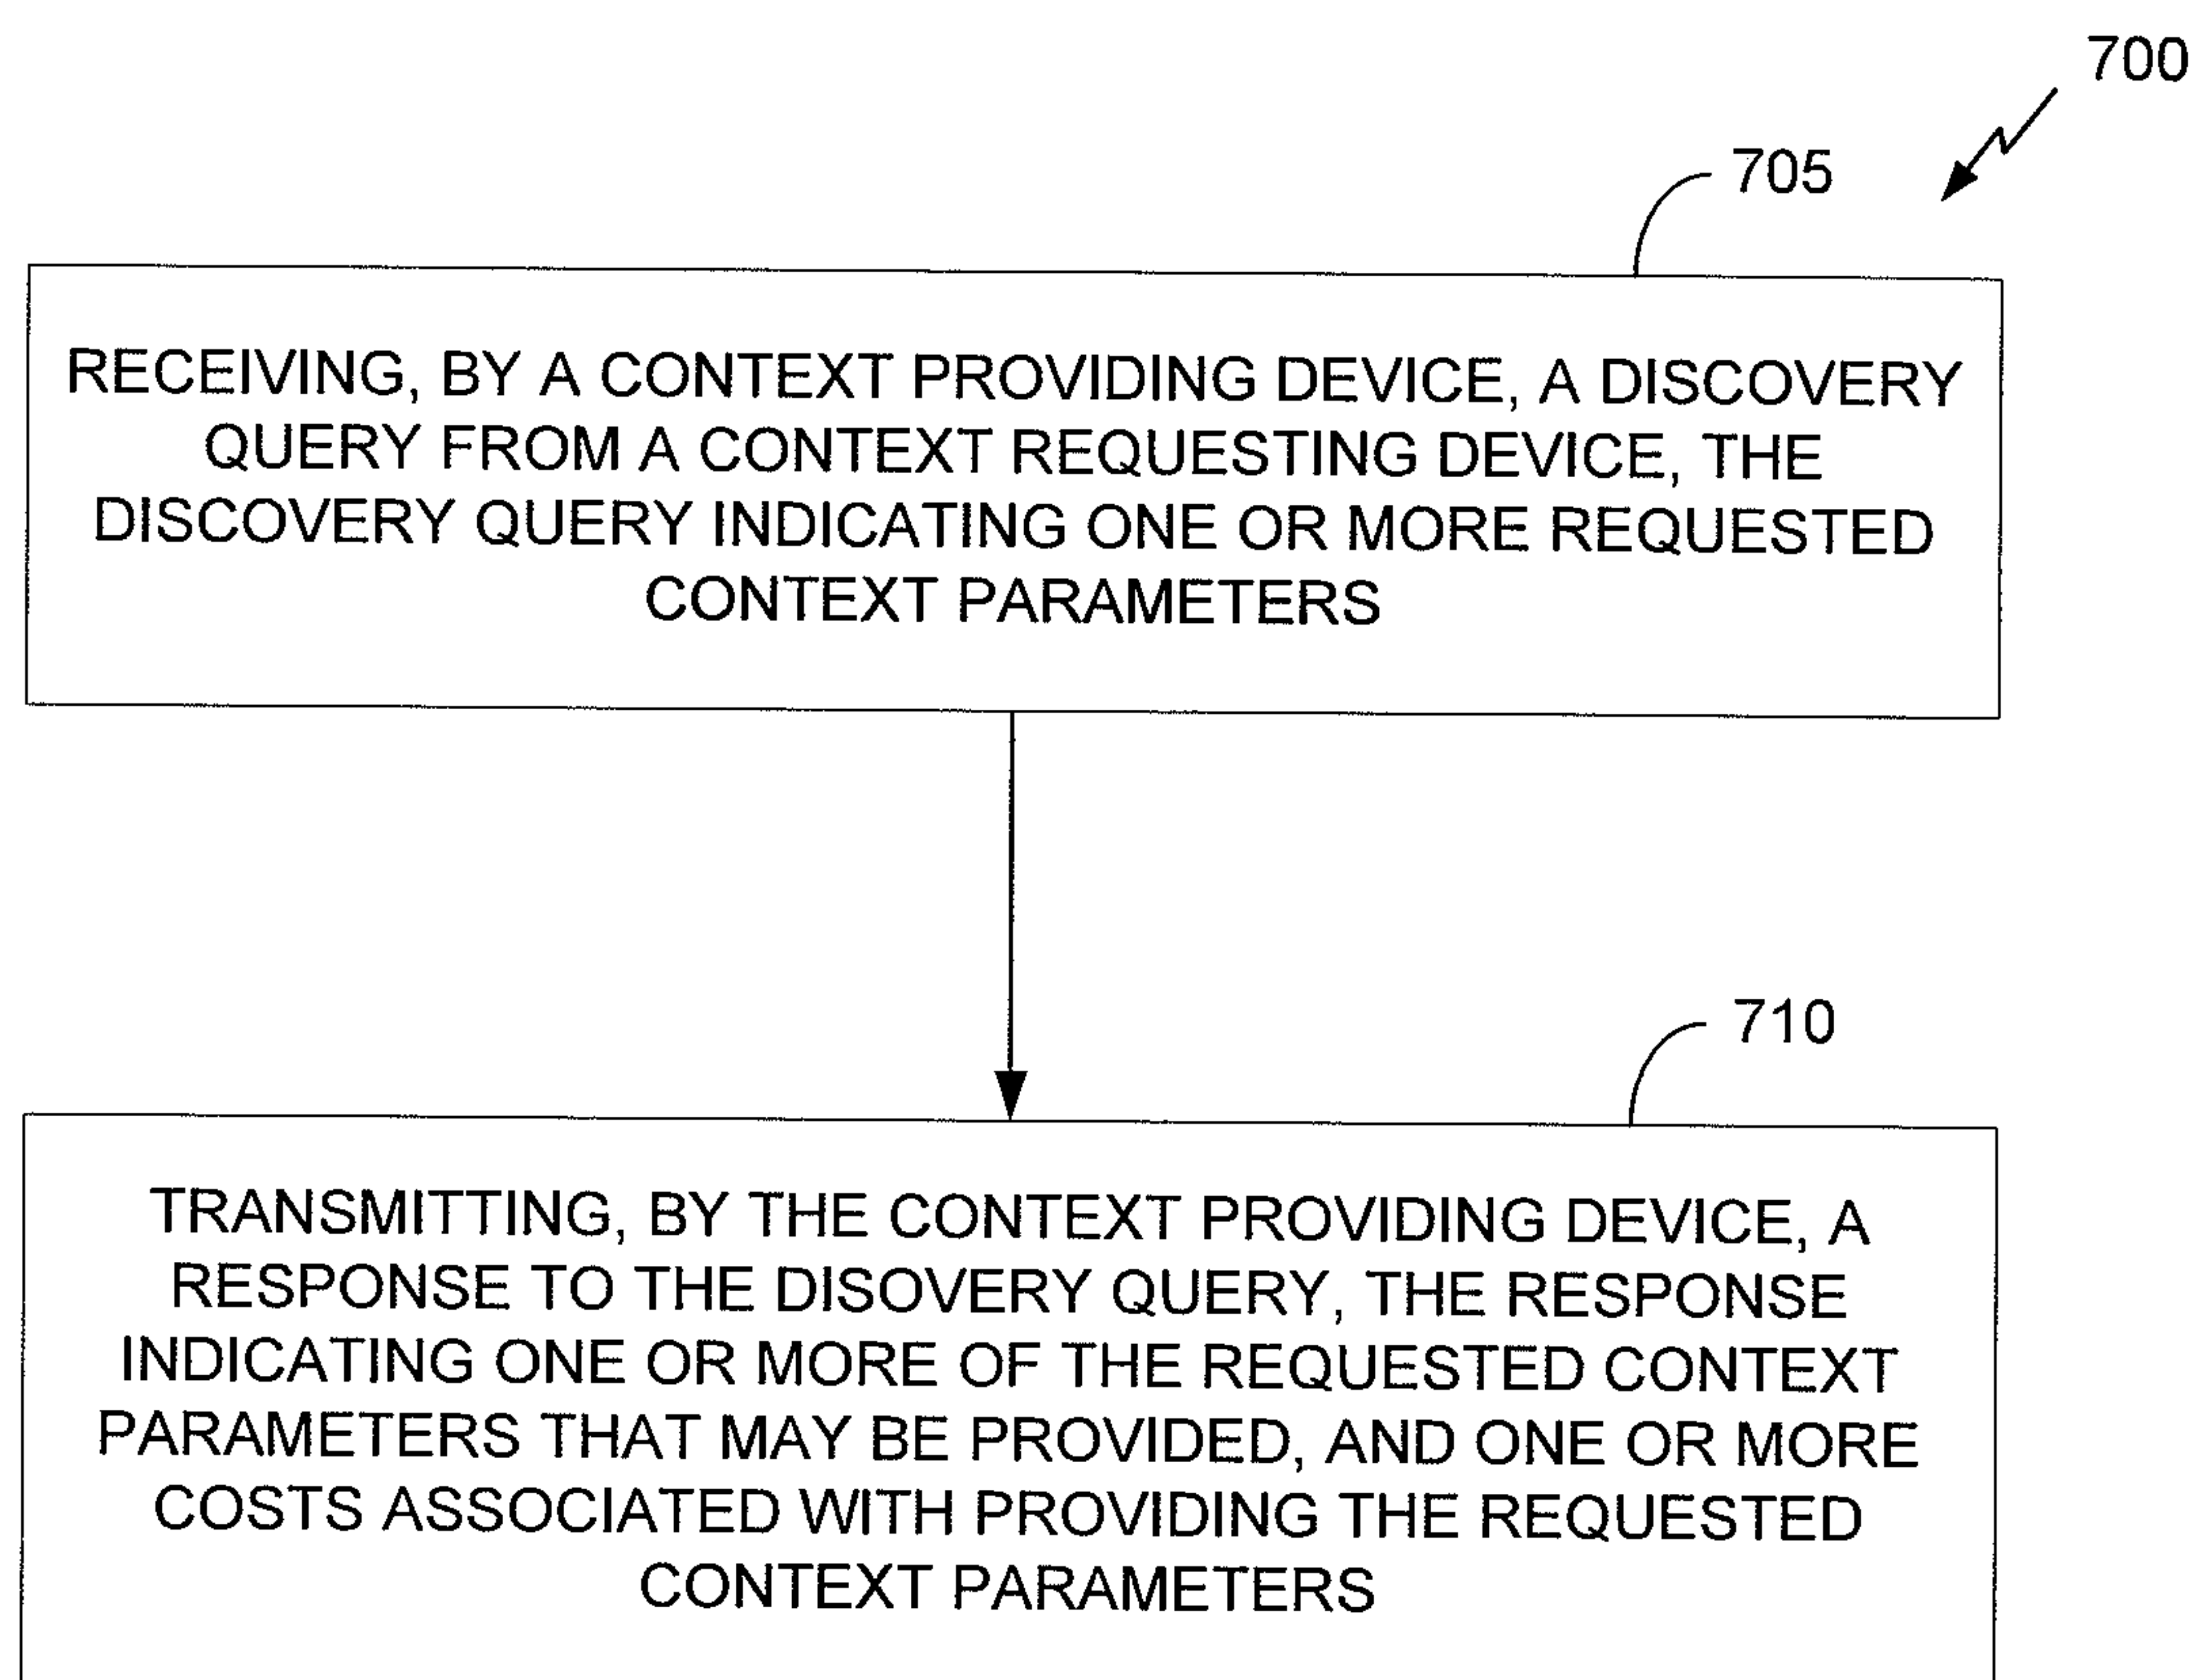 700
705
RECEIVING, BY A CONTEXT PROVIDING DEVICE, A DISCOVERY
QUERY FROM A CONTEXT REQUESTING DEVICE, THE
DISCOVERY QUERY INDICATING ONE OR MORE REQUESTED
CONTEXT PARAMETERS
710
TRANSMITTING, BY THE CONTEXT PROVIDING DEVICE, A
RESPONSE TO THE DISOVERY QUERY, THE RESPONSE
INDICATING ONE OR MORE OF THE REQUESTED CONTEXT
PARAMETERS THAT MAY BE PROVIDED, AND ONE OR MORE
COSTS ASSOCIATED WITH PROVIDING THE REQUESTED
CONTEXT PARAMETERS